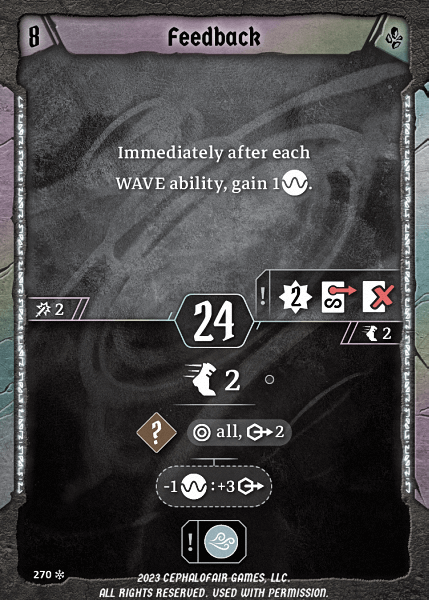 8
Feedback
Immediately after each
WAVE ability, gain 1.
! 2
2
24
2
2
? all, 2
-1 :+3
!
270
2023 CEPHALOFAIR GAMES, LLC.
ALL RIGHTS RESERVED. USED WITH PERMISSION.